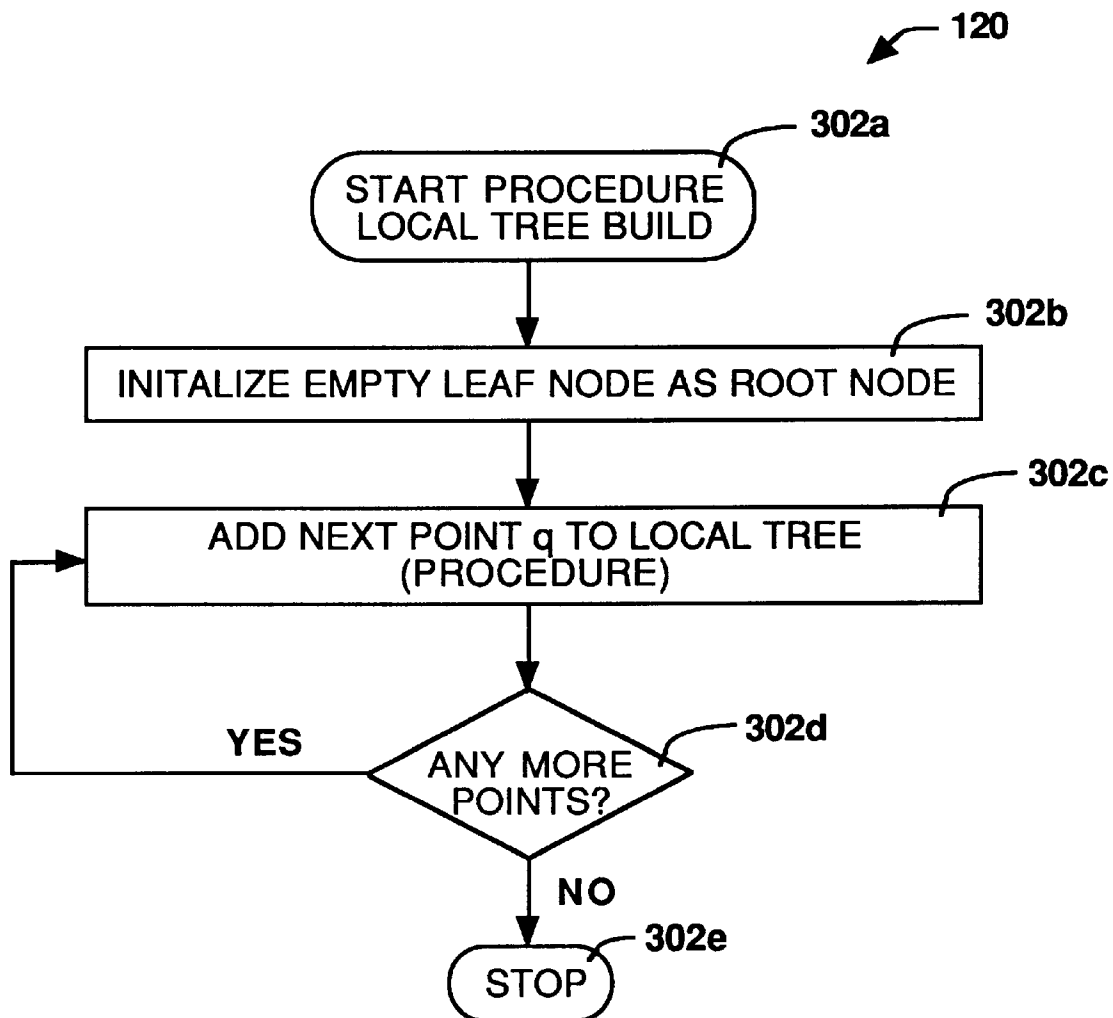 120
302a
START PROCEDURE
LOCAL TREE BUILD
302b
INITALIZE EMPTY LEAF NODE AS ROOT NODE
302c
ADD NEXT POINT q TO LOCAL TREE
(PROCEDURE)
302d
YES
ANY MORE
POINTS?
NO
302e
STOP